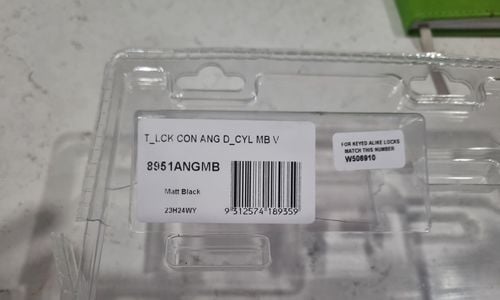 T_LCK CON ANG D_CYL MB V
8951ANGMB
Matt Black
23H24WY
9 312574 189359
FOR KEYED ALIKE LOCKS
MATCH THIS NUMBER
W508910